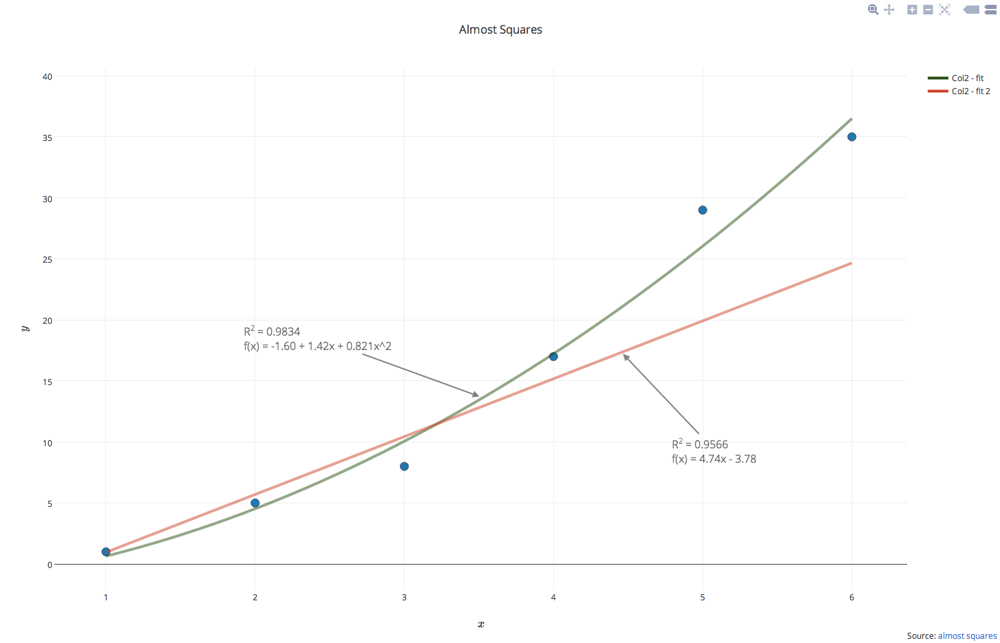 Almost Squares
Col2 - fit
Col2 - fit 2
40
35
30
25
20
15
10
5
0
y
R² = 0.9834
f(x) = -1.60 + 1.42x + 0.821x^2
R² = 0.9566
f(x) = 4.74x - 3.78
1 2 3 4 5 6
x
Source: almost squares